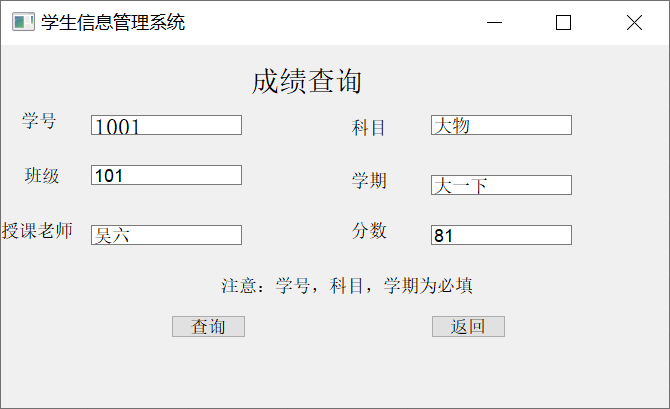 学生信息管理系统
成绩查询
学号 1001 科目 大物
班级 101 学期 大一下
授课老师 吴六 分数 81
注意：学号，科目，学期为必填
查询 返回